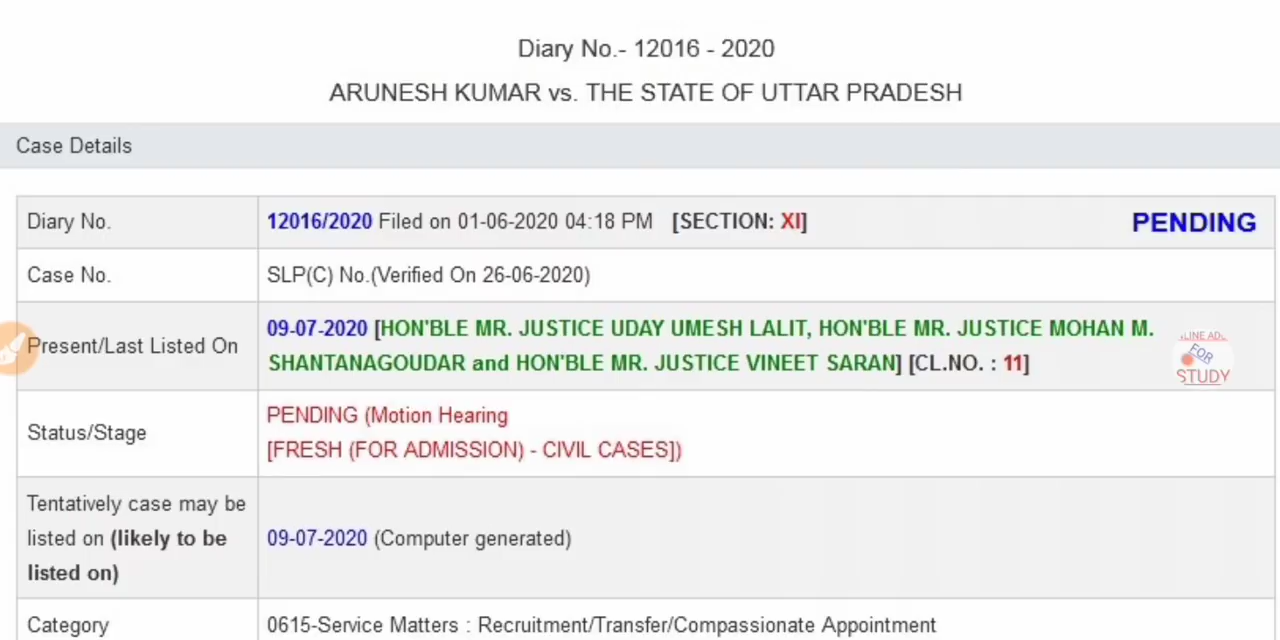 Diary No.- 12016 - 2020
ARUNESH KUMAR vs. THE STATE OF UTTAR PRADESH
Case Details
Diary No. 12016/2020 Filed on 01-06-2020 04:18 PM [SECTION: XI] PENDING
Case No. SLP(C) No.(Verified On 26-06-2020)
Present/Last Listed On
09-07-2020 [HON'BLE MR. JUSTICE UDAY UMESH LALIT, HON'BLE MR. JUSTICE MOHAN M.
SHANTANAGOUDAR and HON'BLE MR. JUSTICE VINEET SARAN] [CL.NO. : 11]
FOR
STUDY
Status/Stage
PENDING (Motion Hearing
[FRESH (FOR ADMISSION) - CIVIL CASES])
Tentatively case may be
listed on (likely to be
listed on)
09-07-2020 (Computer generated)
Category 0615-Service Matters : Recruitment/Transfer/Compassionate Appointment